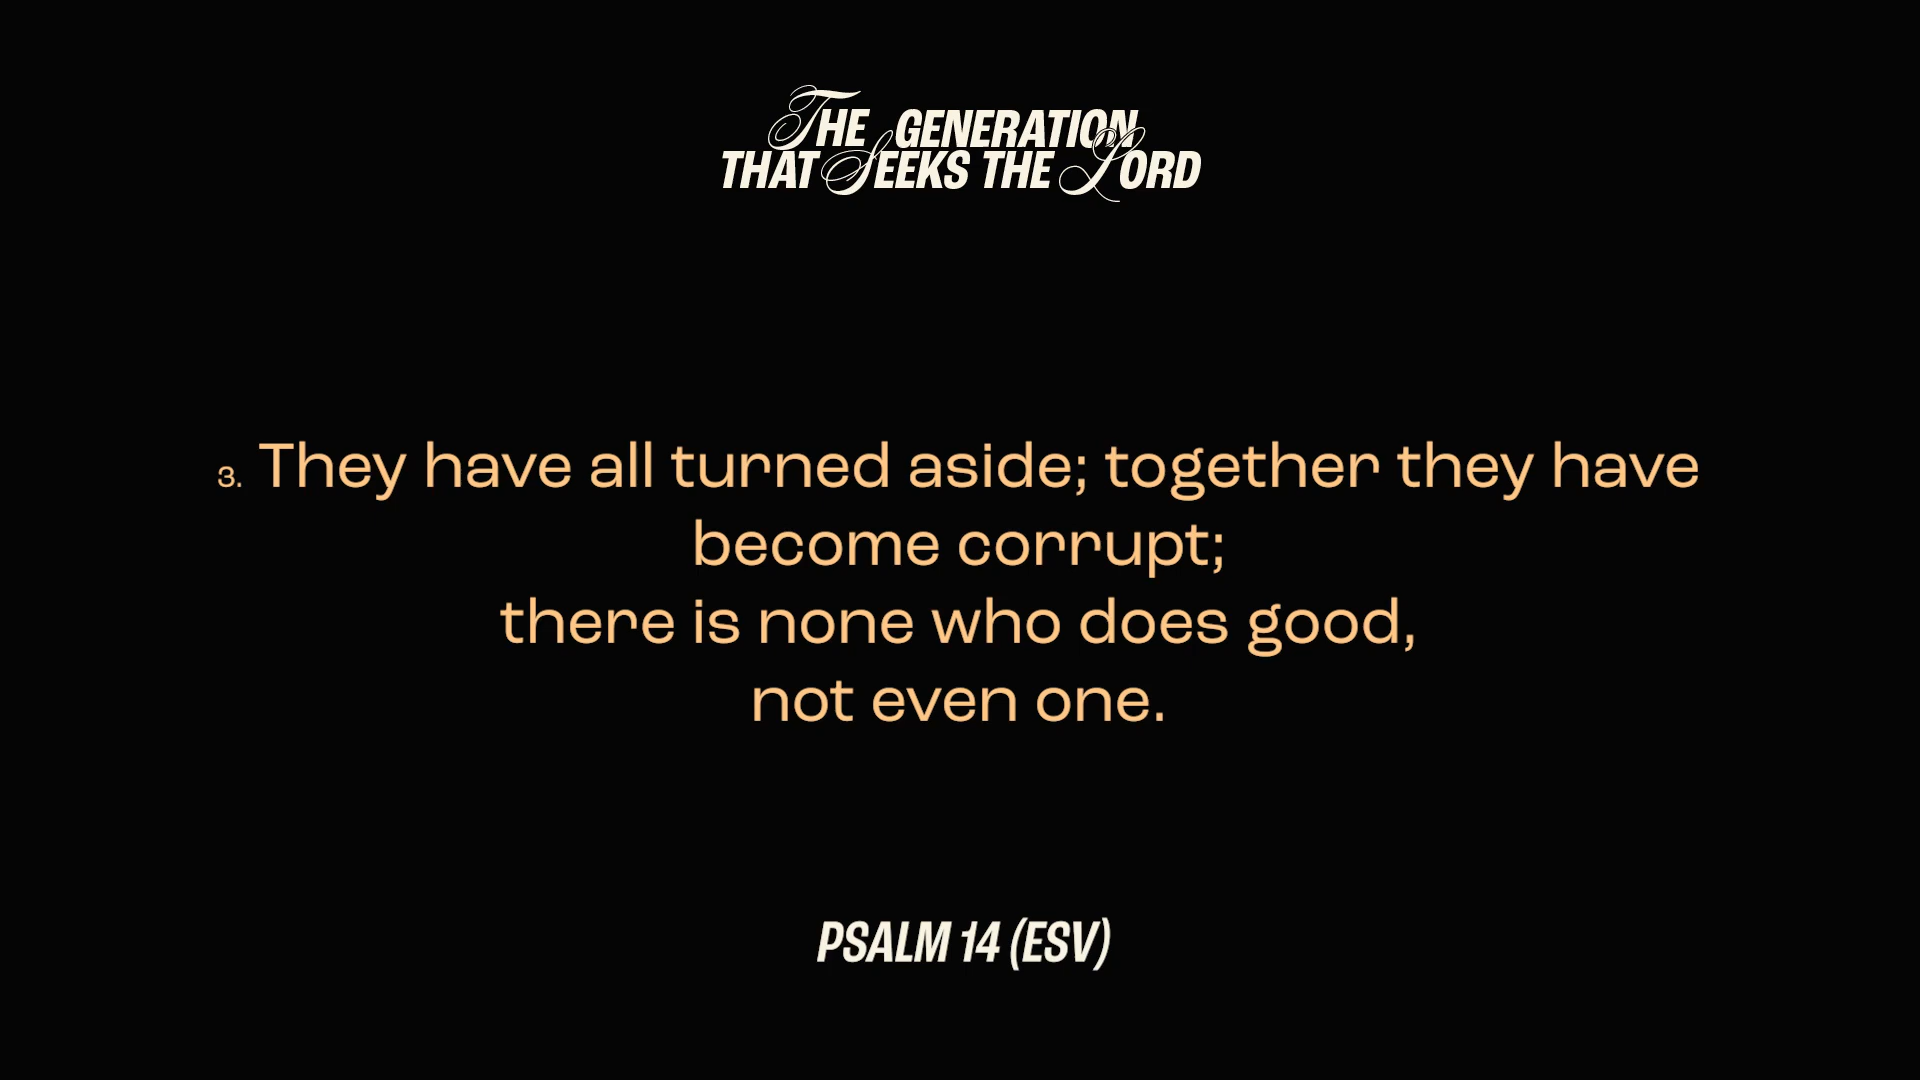 THE GENERATION
THAT SEEKS THE LORD
3. They have all turned aside; together they have
become corrupt;
there is none who does good,
not even one.
PSALM 14 (ESV)